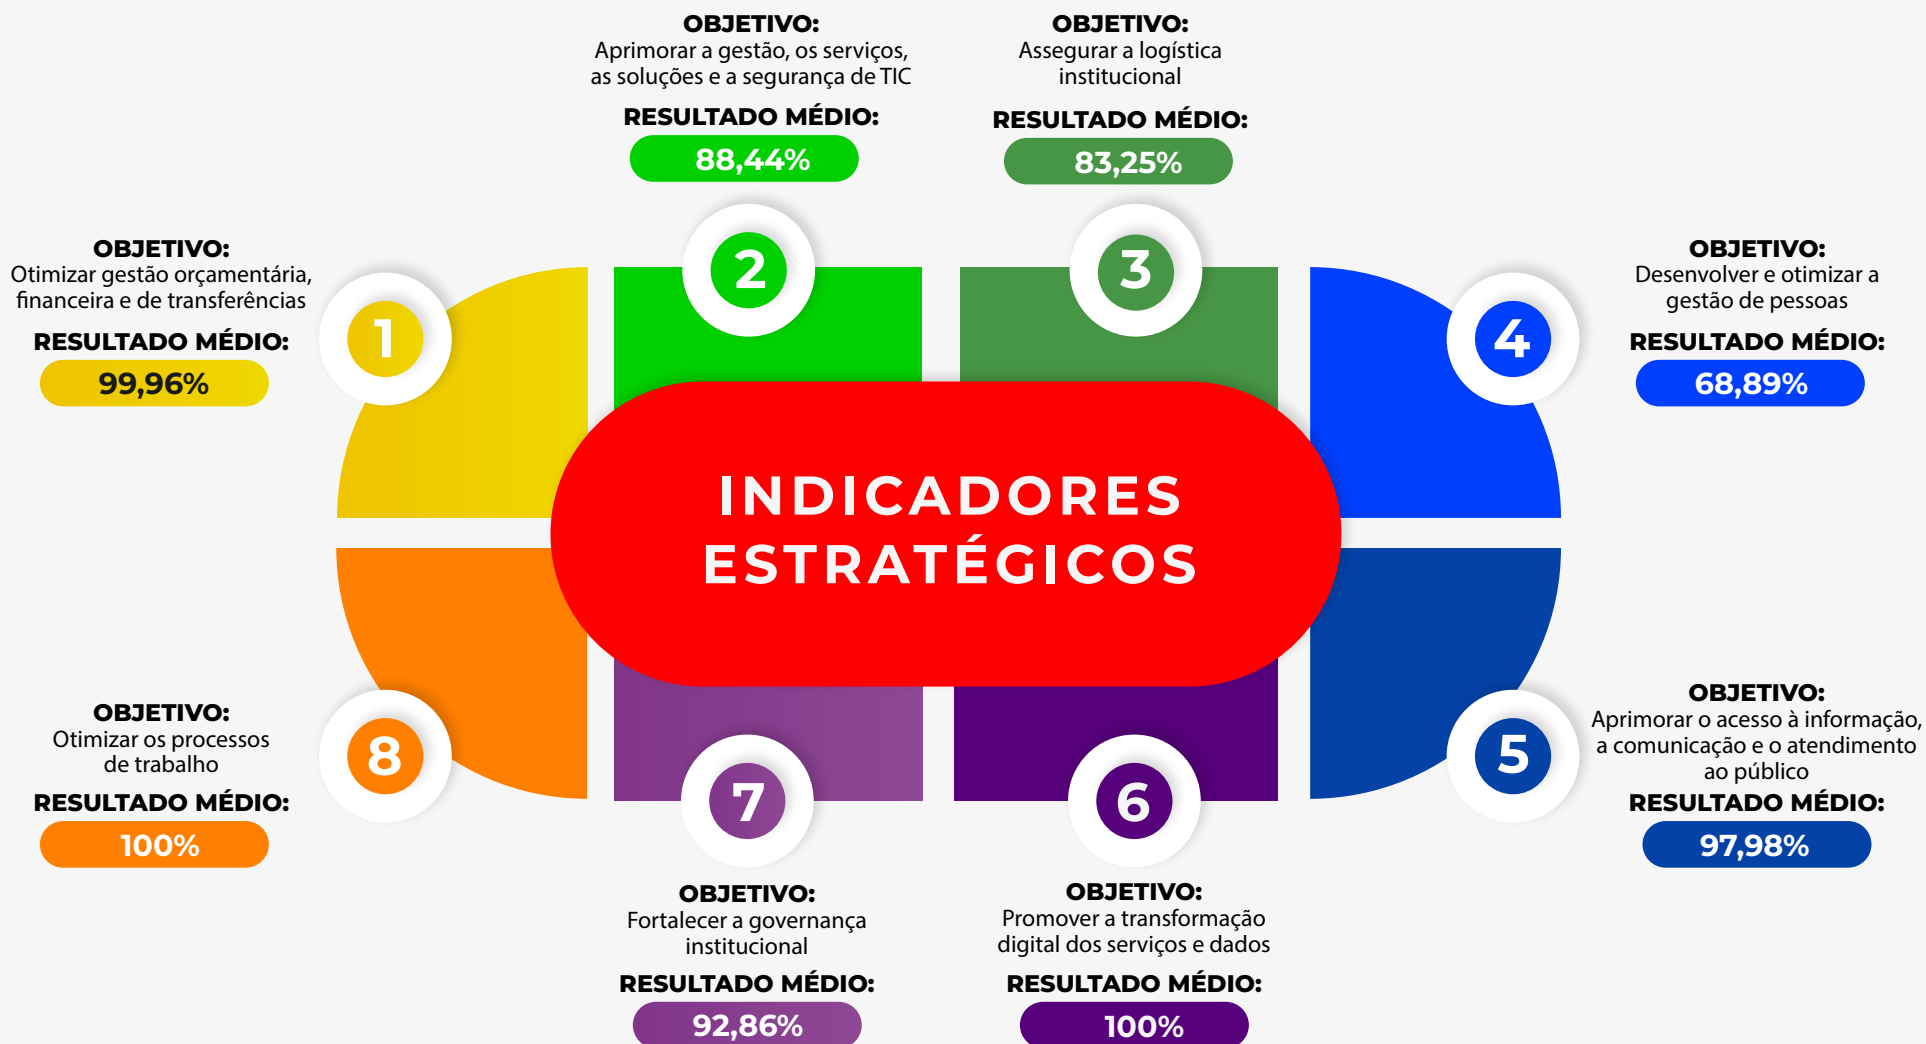 OBJETIVO:
Otimizar gestão orçamentária,
financeira e de transferências
RESULTADO MÉDIO:
99,96%
1
OBJETIVO:
Aprimorar a gestão, os serviços,
as soluções e a segurança de TIC
RESULTADO MÉDIO:
88,44%
2
OBJETIVO:
Assegurar a logística
institucional
RESULTADO MÉDIO:
83,25%
3
OBJETIVO:
Desenvolver e otimizar a
gestão de pessoas
RESULTADO MÉDIO:
68,89%
4
INDICADORES
ESTRATÉGICOS
OBJETIVO:
Aprimorar o acesso à informação,
a comunicação e o atendimento
ao público
RESULTADO MÉDIO:
97,98%
5
6
OBJETIVO:
Promover a transformação
digital dos serviços e dados
RESULTADO MÉDIO:
100%
7
OBJETIVO:
Fortalecer a governança
institucional
RESULTADO MÉDIO:
92,86%
8
OBJETIVO:
Otimizar os processos
de trabalho
RESULTADO MÉDIO:
100%